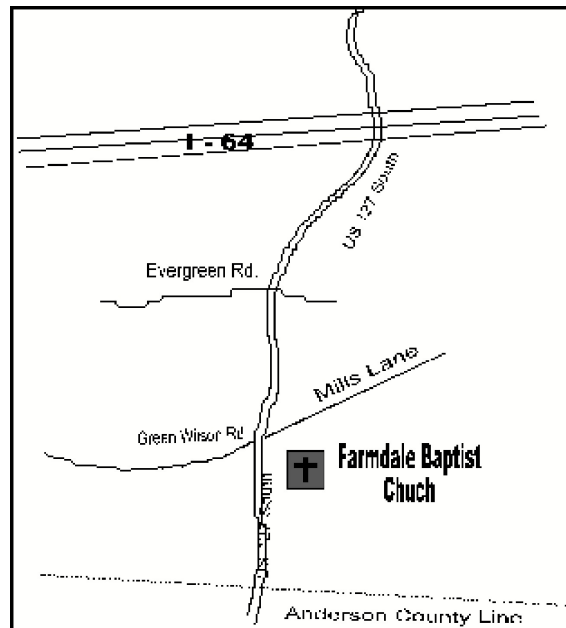 I - 64
US 127 South
Evergreen Rd.
Mills Lane
Green Wilson Rd
Farmdale Baptist
Chuch
Anderson County Line